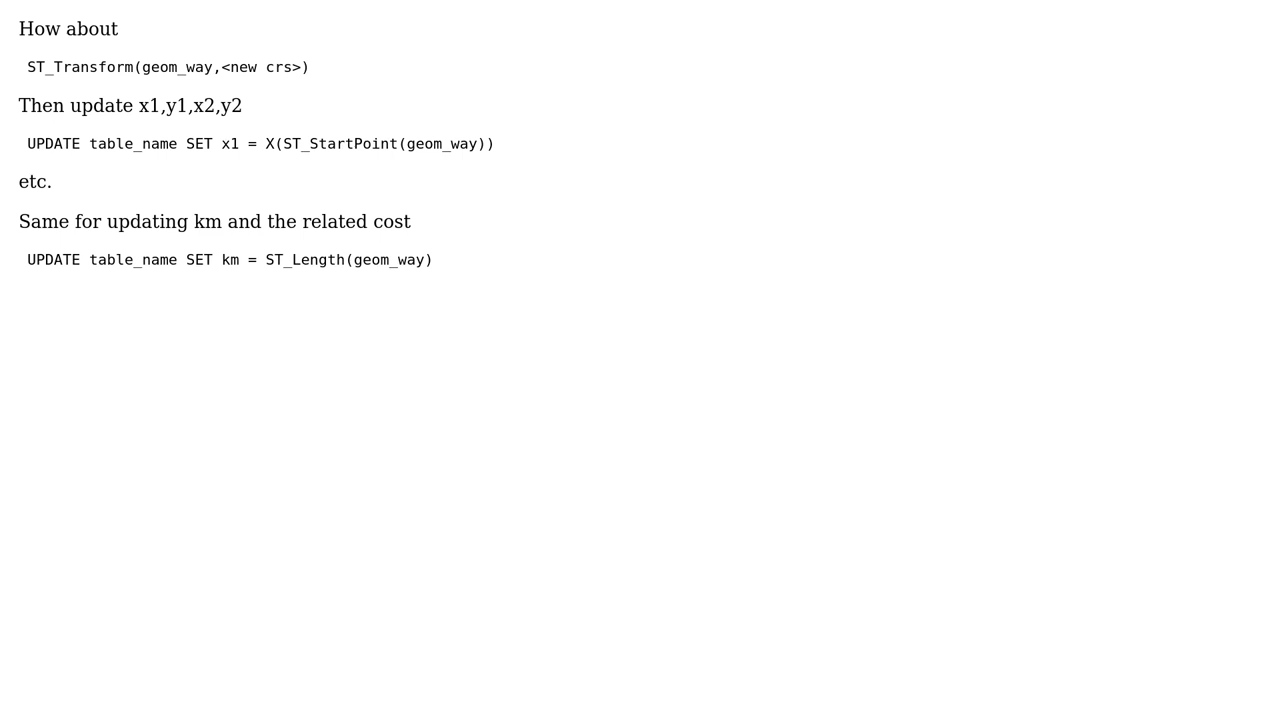 How about
ST_Transform(geom_way,<new crs>)
Then update x1,y1,x2,y2
UPDATE table_name SET x1 = X(ST_StartPoint(geom_way))
etc.
Same for updating km and the related cost
UPDATE table_name SET km = ST_Length(geom_way)